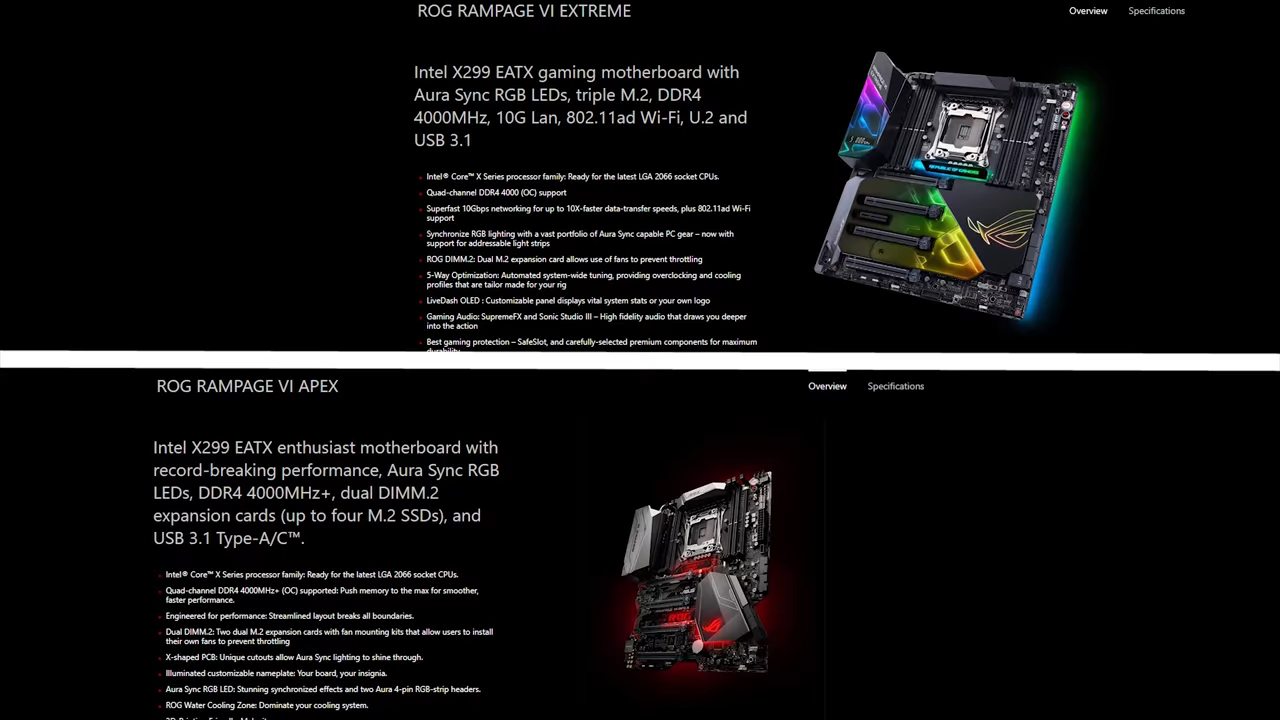 ROG RAMPAGE VI EXTREME
Overview
Specifications
Intel X299 EATX gaming motherboard with
Aura Sync RGB LEDs, triple M.2, DDR4
4000MHz, 10G Lan, 802.11ad Wi-Fi, U.2 and
USB 3.1
Intel® Core™ X Series processor family: Ready for the latest LGA 2066 socket CPUs.
Quad-channel DDR4 4000 (OC) support
Superfast 10Gbps networking for up to 10X-faster data-transfer speeds, plus 802.11ad Wi-Fi
support
Synchronize RGB lighting with a vast portfolio of Aura Sync capable PC gear – now with
support for addressable light strips
ROG DIMM.2: Dual M.2 expansion card allows use of fans to prevent throttling
5-Way Optimization: Automated system-wide tuning, providing overclocking and cooling
profiles that are tailor made for your rig
LiveDash OLED : Customizable panel displays vital system stats or your own logo
Gaming Audio: SupremeFX and Sonic Studio III – High fidelity audio that draws you deeper
into the action
Best gaming protection – SafeSlot, and carefully-selected premium components for maximum
durability
REPUBLIC OF GAMERS
ROG RAMPAGE VI APEX
Overview
Specifications
Intel X299 EATX enthusiast motherboard with
record-breaking performance, Aura Sync RGB
LEDs, DDR4 4000MHz+, dual DIMM.2
expansion cards (up to four M.2 SSDs), and
USB 3.1 Type-A/C™.
Intel® Core™ X Series processor family: Ready for the latest LGA 2066 socket CPUs.
Quad-channel DDR4 4000MHz+ (OC) supported: Push memory to the max for smoother,
faster performance.
Engineered for performance: Streamlined layout breaks all boundaries.
Dual DIMM.2: Two dual M.2 expansion cards with fan mounting kits that allow users to install
their own fans to prevent throttling
X-shaped PCB: Unique cutouts allow Aura Sync lighting to shine through.
Illuminated customizable nameplate: Your board, your insignia.
Aura Sync RGB LED: Stunning synchronized effects and two Aura 4-pin RGB-strip headers.
ROG Water Cooling Zone: Dominate your cooling system.